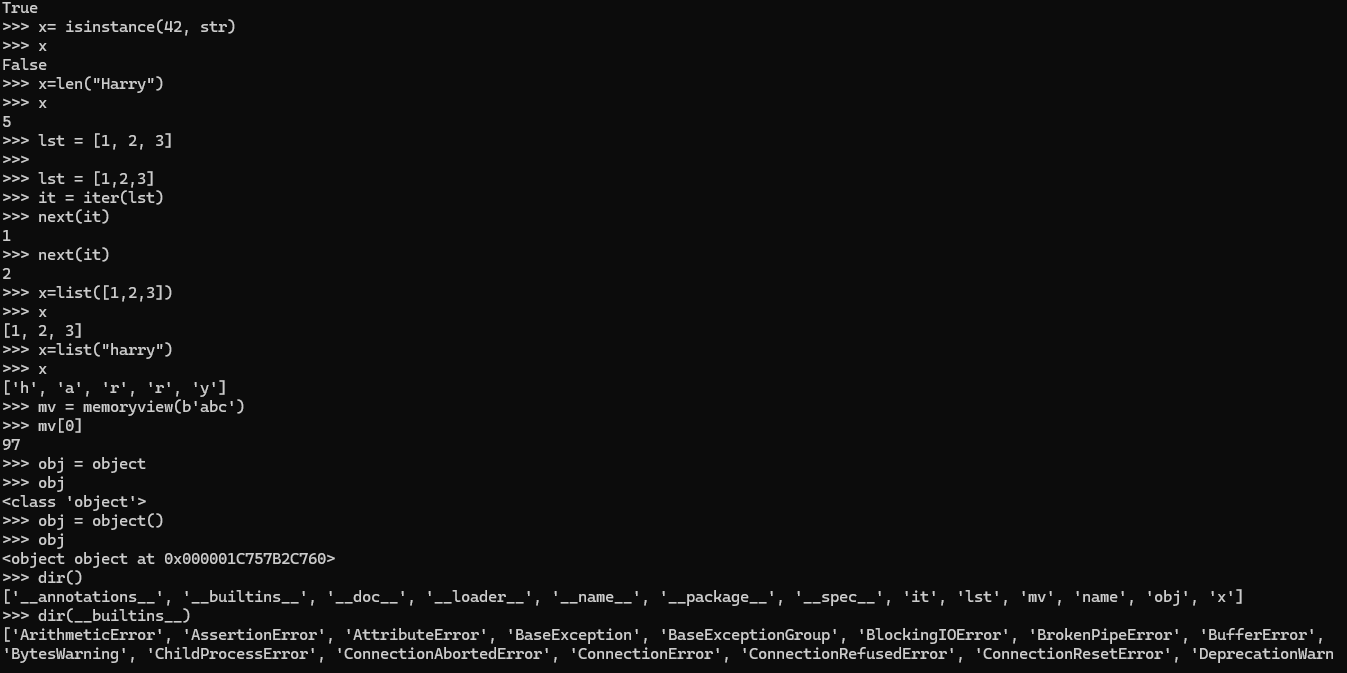 True
>>> x= isinstance(42, str)
>>> x
False
>>> x=len("Harry")
>>> x
5
>>> lst = [1, 2, 3]
>>>
>>> lst = [1,2,3]
>>> it = iter(lst)
>>> next(it)
1
>>> next(it)
2
>>> x=list([1,2,3])
>>> x
[1, 2, 3]
>>> x=list("harry")
>>> x
['h', 'a', 'r', 'r', 'y']
>>> mv = memoryview(b'abc')
>>> mv[0]
97
>>> obj = object
>>> obj
<class 'object'>
>>> obj = object()
>>> obj
<object object at 0x000001C757B2C760>
>>> dir()
['__annotations__', '__builtins__', '__doc__', '__loader__', '__name__', '__package__', '__spec__', 'it', 'lst', 'mv', 'name', 'obj', 'x']
>>> dir(__builtins__)
['ArithmeticError', 'AssertionError', 'AttributeError', 'BaseException', 'BaseExceptionGroup', 'BlockingIOError', 'BrokenPipeError', 'BufferError',
'BytesWarning', 'ChildProcessError', 'ConnectionAbortedError', 'ConnectionError', 'ConnectionRefusedError', 'ConnectionResetError', 'DeprecationWarn